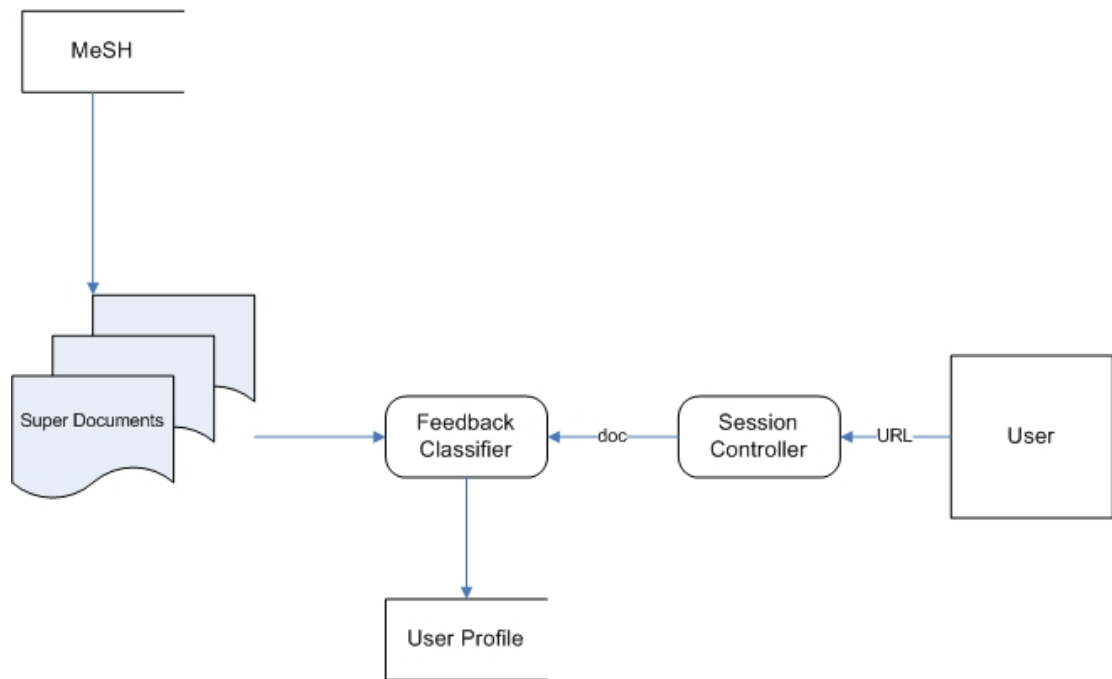 MeSH
Super Documents
Feedback
Classifier
doc
Session
Controller
URL
User
User Profile